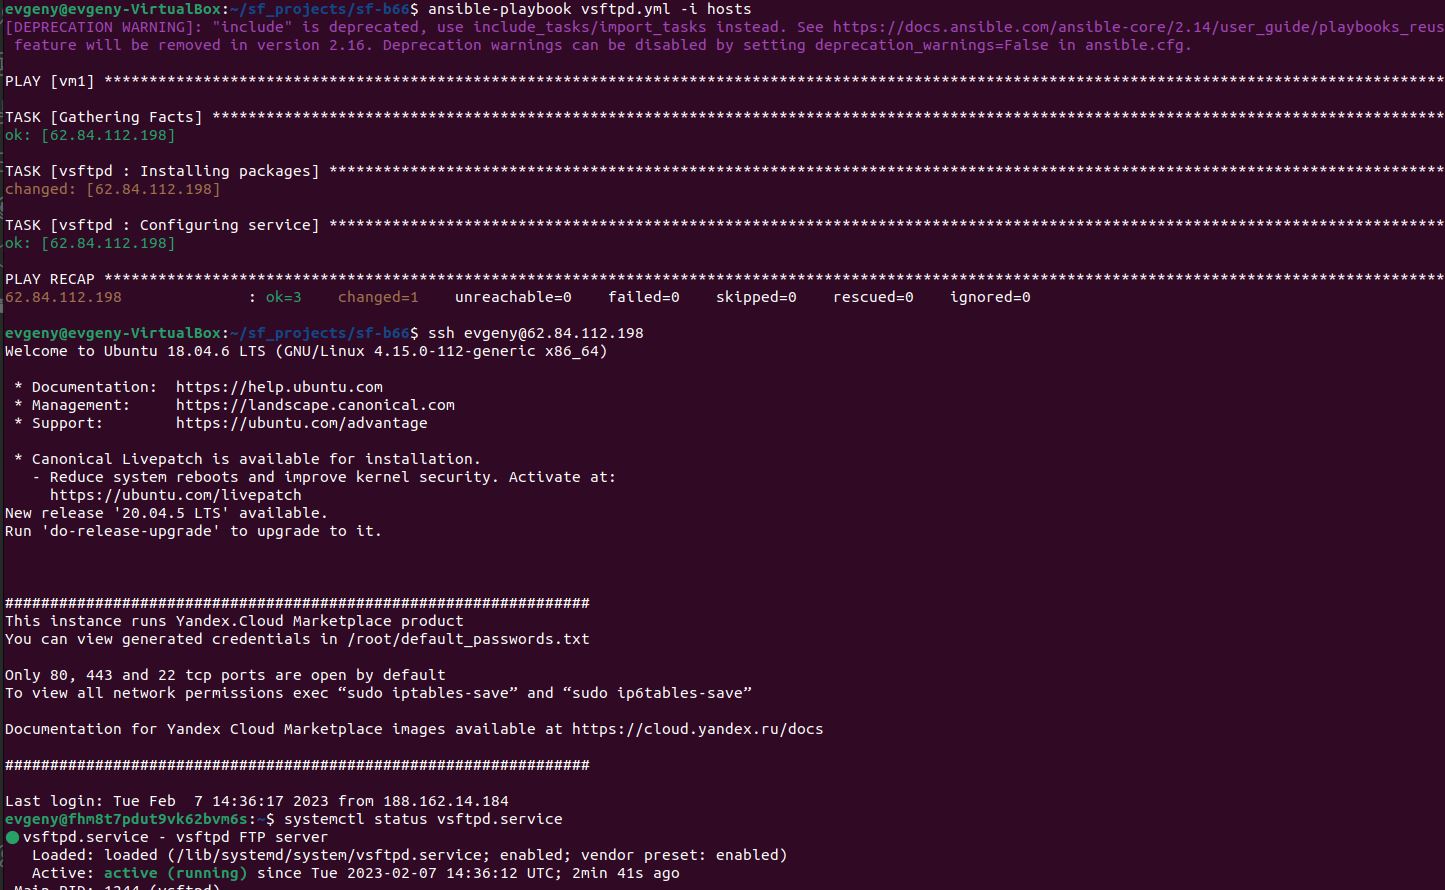 evgeny@evgeny-VirtualBox:~/sf_projects/sf-b66$ ansible-playbook vsftpd.yml -i hosts
[DEPRECATION WARNING]: "include" is deprecated, use include_tasks/import_tasks instead. See https://docs.ansible.com/ansible-core/2.14/user_guide/playbooks_reus
feature will be removed in version 2.16. Deprecation warnings can be disabled by setting deprecation_warnings=False in ansible.cfg.
PLAY [vm1] ****************************************************************************************************************************************************
TASK [Gathering Facts] ****************************************************************************************************************************************
ok: [62.84.112.198]
TASK [vsftpd : Installing packages] ***************************************************************************************************************************
changed: [62.84.112.198]
TASK [vsftpd : Configuring service] ***************************************************************************************************************************
ok: [62.84.112.198]
PLAY RECAP ****************************************************************************************************************************************************
62.84.112.198 : ok=3 changed=1 unreachable=0 failed=0 skipped=0 rescued=0 ignored=0
evgeny@evgeny-VirtualBox:~/sf_projects/sf-b66$ ssh evgeny@62.84.112.198
Welcome to Ubuntu 18.04.6 LTS (GNU/Linux 4.15.0-112-generic x86_64)
* Documentation: https://help.ubuntu.com
* Management: https://landscape.canonical.com
* Support: https://ubuntu.com/advantage
* Canonical Livepatch is available for installation.
- Reduce system reboots and improve kernel security. Activate at:
https://ubuntu.com/livepatch
New release '20.04.5 LTS' available.
Run 'do-release-upgrade' to upgrade to it.
#################################################################
This instance runs Yandex.Cloud Marketplace product
You can view generated credentials in /root/default_passwords.txt
Only 80, 443 and 22 tcp ports are open by default
To view all network permissions exec “sudo iptables-save” and “sudo ip6tables-save”
Documentation for Yandex Cloud Marketplace images available at https://cloud.yandex.ru/docs
#################################################################
Last login: Tue Feb  7 14:36:17 2023 from 188.162.14.184
evgeny@fhm8t7pdut9vk62bvm6s:~$ systemctl status vsftpd.service
● vsftpd.service - vsftpd FTP server
Loaded: loaded (/lib/systemd/system/vsftpd.service; enabled; vendor preset: enabled)
Active: active (running) since Tue 2023-02-07 14:36:12 UTC; 2min 41s ago
Main PID: 1244 (vsftpd)